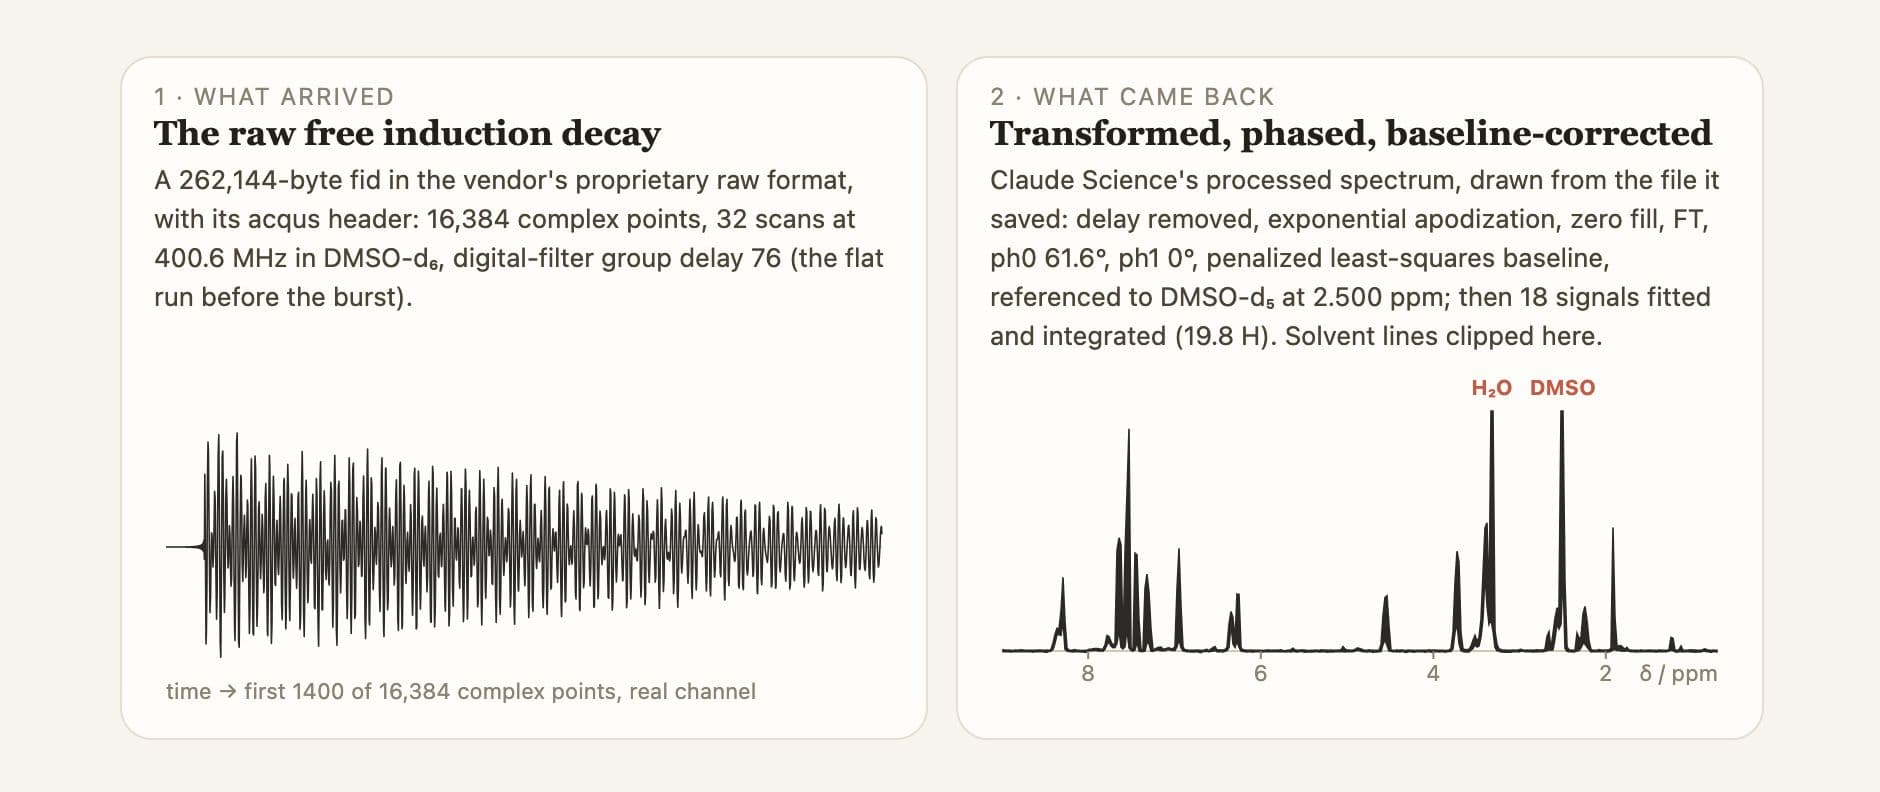 1 · WHAT ARRIVED
The raw free induction decay
A 262,144-byte fid in the vendor's proprietary raw format,
with its acqus header: 16,384 complex points, 32 scans at
400.6 MHz in DMSO-d₆, digital-filter group delay 76 (the flat
run before the burst).
time → first 1400 of 16,384 complex points, real channel
2 · WHAT CAME BACK
Transformed, phased, baseline-corrected
Claude Science's processed spectrum, drawn from the file it
saved: delay removed, exponential apodization, zero fill, FT,
ph0 61.6°, ph1 0°, penalized least-squares baseline,
referenced to DMSO-d₅ at 2.500 ppm; then 18 signals fitted
and integrated (19.8 H). Solvent lines clipped here.
H₂O DMSO
8 6 4 2 δ / ppm